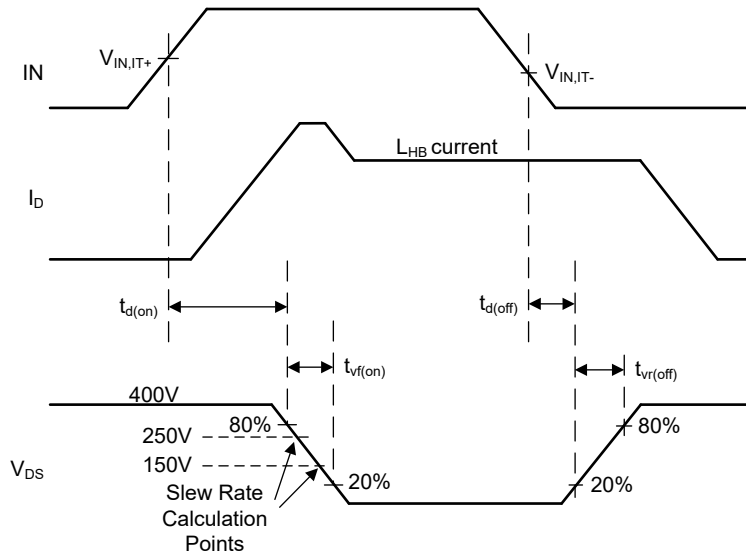 V_IN,IT+
IN
V_IN,IT-
L_HB current
I_D
t_d(on)
t_d(off)
t_vf(on)
t_vr(off)
400V
80%
80%
250V
150V
V_DS
20%
20%
Slew Rate
Calculation
Points